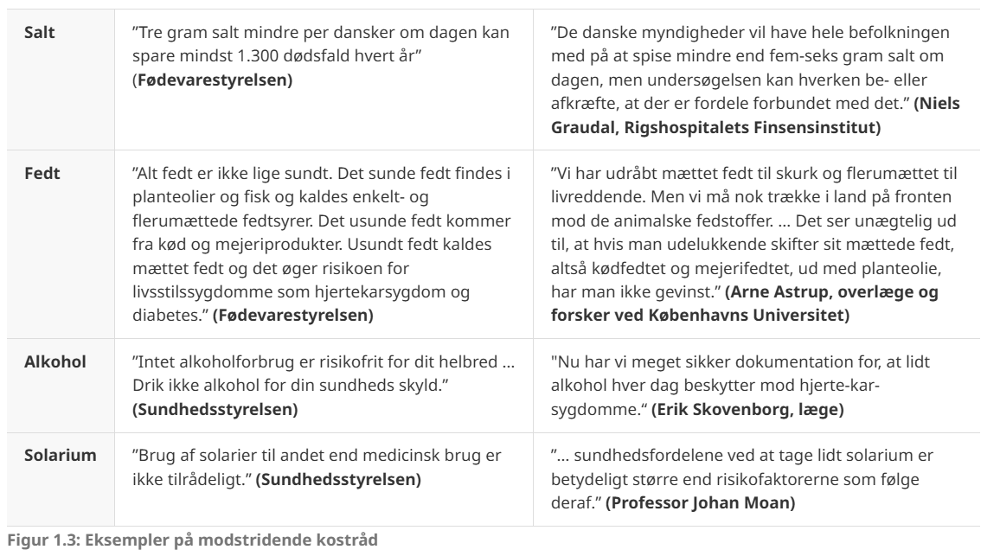 Salt
”Tre gram salt mindre per dansker om dagen kan
spare mindst 1.300 dødsfald hvert år”
(Fødevarestyrelsen)
”De danske myndigheder vil have hele befolkningen
med på at spise mindre end fem-seks gram salt om
dagen, men undersøgelsen kan hverken be- eller
afkræfte, at der er fordele forbundet med det.” (Niels
Graudal, Rigshospitalets Finsensinstitut)
Fedt
”Alt fedt er ikke lige sundt. Det sunde fedt findes i
planteolier og fisk og kaldes enkelt- og
flerumættede fedtsyrer. Det usunde fedt kommer
fra kød og mejeriprodukter. Usundt fedt kaldes
mættet fedt og det øger risikoen for
livsstilssygdomme som hjertekarsygdom og
diabetes.” (Fødevarestyrelsen)
”Vi har udråbt mættet fedt til skurk og flerumættet til
livreddende. Men vi må nok trække i land på fronten
mod de animalske fedstoffer. ... Det ser unægtelig ud
til, at hvis man udelukkende skifter sit mættede fedt,
altså kødfedtet og mejerifedtet, ud med planteolie,
har man ikke gevinst.” (Arne Astrup, overlæge og
forsker ved Københavns Universitet)
Alkohol
”Intet alkoholforbrug er risikofrit for dit helbred ...
Drik ikke alkohol for din sundheds skyld.”
(Sundhedsstyrelsen)
"Nu har vi meget sikker dokumentation for, at lidt
alkohol hver dag beskytter mod hjerte-kar-
sygdomme.“ (Erik Skovenborg, læge)
Solarium
”Brug af solarier til andet end medicinsk brug er
ikke tilrådeligt.” (Sundhedsstyrelsen)
”... sundhedsfordelene ved at tage lidt solarium er
betydeligt større end risikofaktorerne som følge
deraf.” (Professor Johan Moan)
Figur 1.3: Eksempler på modstridende kostråd